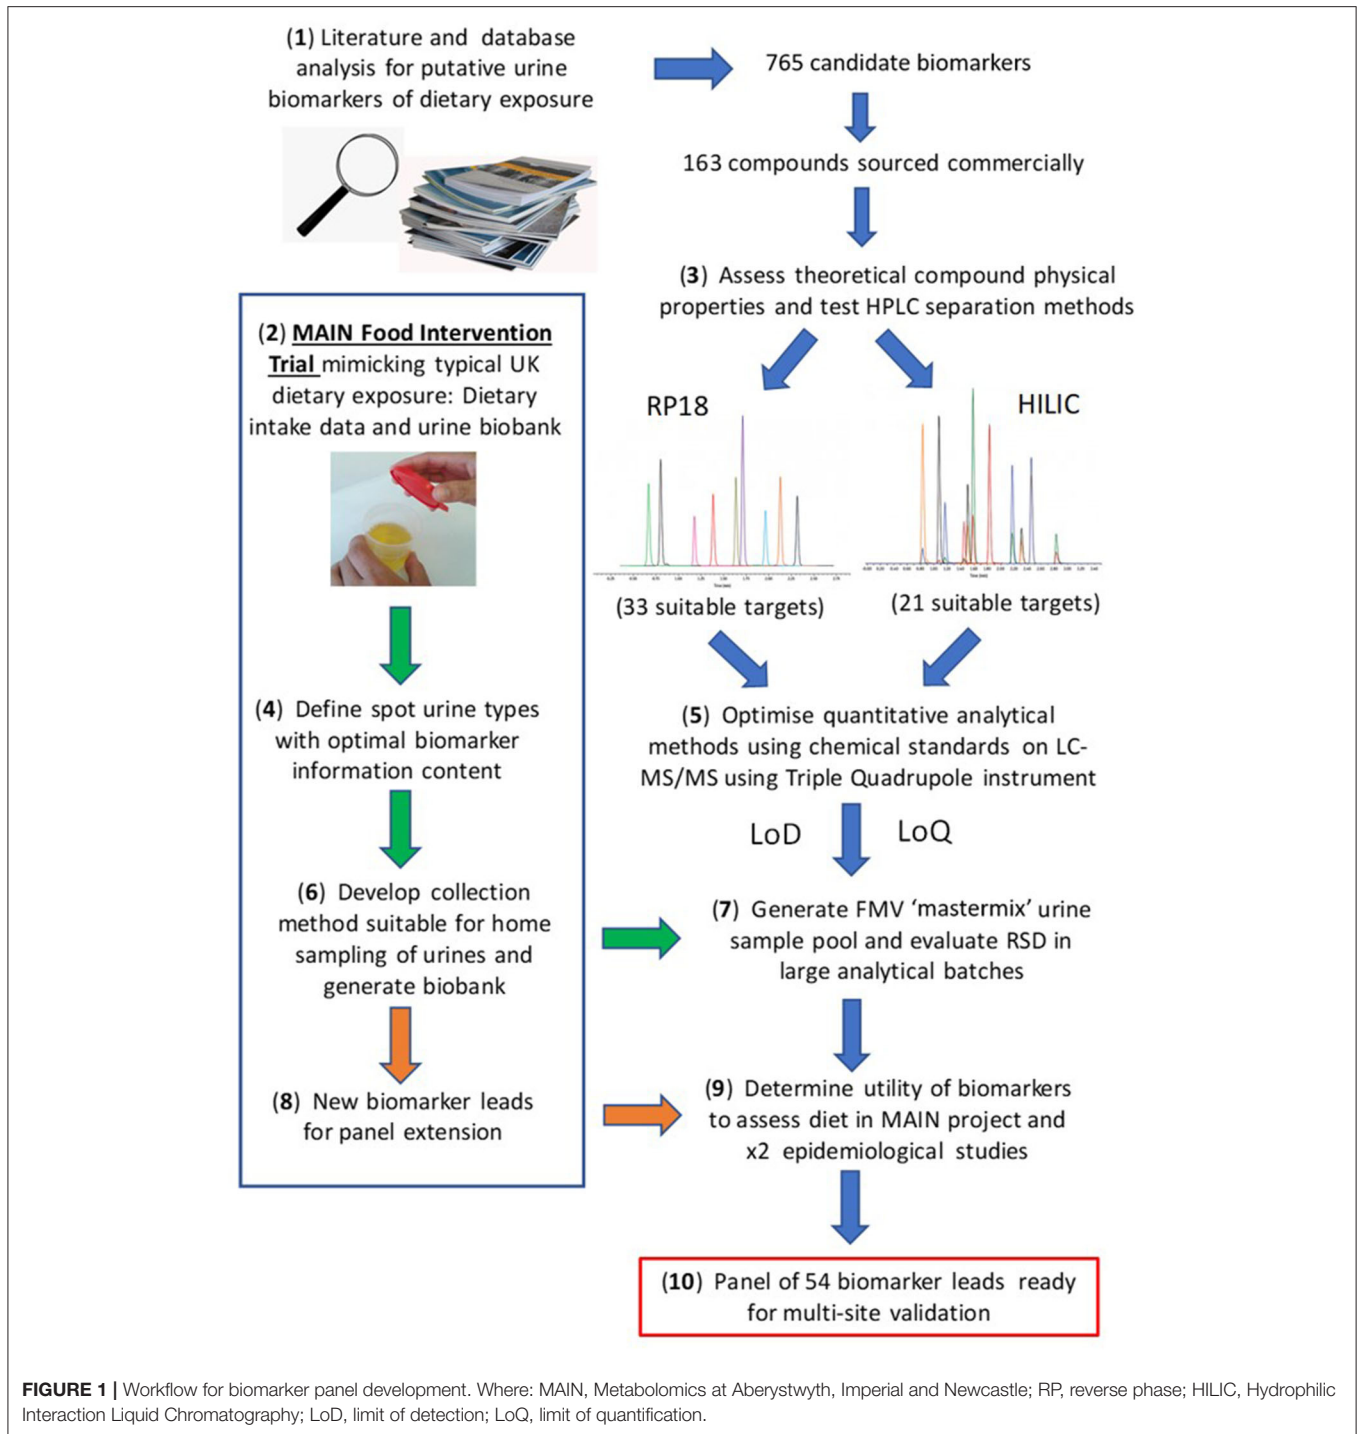 (1) Literature and database
analysis for putative urine
biomarkers of dietary exposure
765 candidate biomarkers
163 compounds sourced commercially
(3) Assess theoretical compound physical
properties and test HPLC separation methods
(2) MAIN Food Intervention
Trial mimicking typical UK
dietary exposure: Dietary
intake data and urine biobank
RP18
HILIC
(33 suitable targets)
(21 suitable targets)
(4) Define spot urine types
with optimal biomarker
information content
(5) Optimise quantitative analytical
methods using chemical standards on LC-
MS/MS using Triple Quadrupole instrument
LoD
LoQ
(6) Develop collection
method suitable for home
sampling of urines and
generate biobank
(7) Generate FMV ‘mastermix’ urine
sample pool and evaluate RSD in
large analytical batches
(8) New biomarker leads
for panel extension
(9) Determine utility of biomarkers
to assess diet in MAIN project and
x2 epidemiological studies
(10) Panel of 54 biomarker leads ready
for multi-site validation
FIGURE 1 | Workflow for biomarker panel development. Where: MAIN, Metabolomics at Aberystwyth, Imperial and Newcastle; RP, reverse phase; HILIC, Hydrophilic
Interaction Liquid Chromatography; LoD, limit of detection; LoQ, limit of quantification.